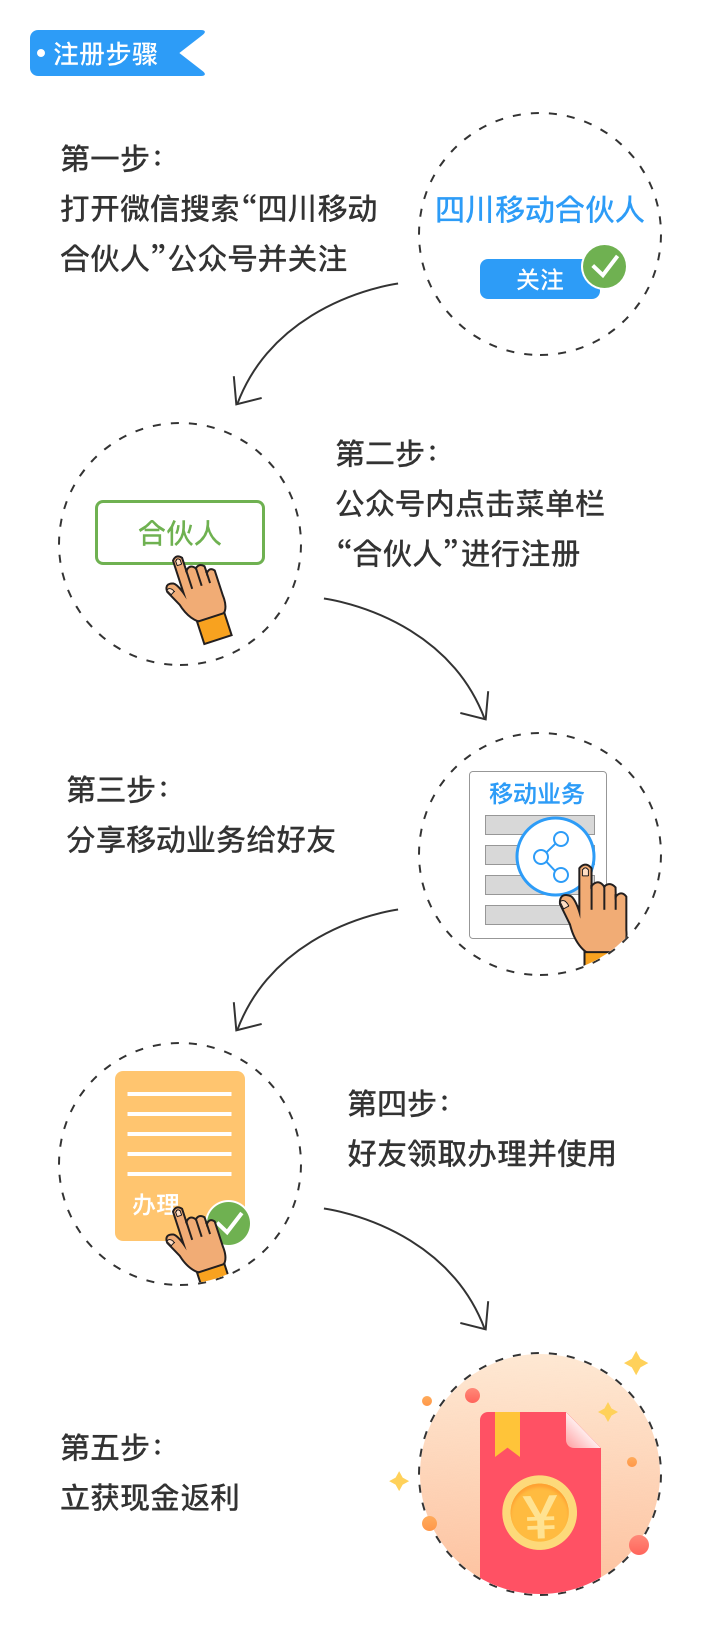 注册步骤
第一步：
打开微信搜索“四川移动
合伙人”公众号并关注
四川移动合伙人
关注
合伙人
第二步：
公众号内点击菜单栏
“合伙人”进行注册
第三步：
分享移动业务给好友
移动业务
办理
第四步：
好友领取办理并使用
第五步：
立获现金返利
¥